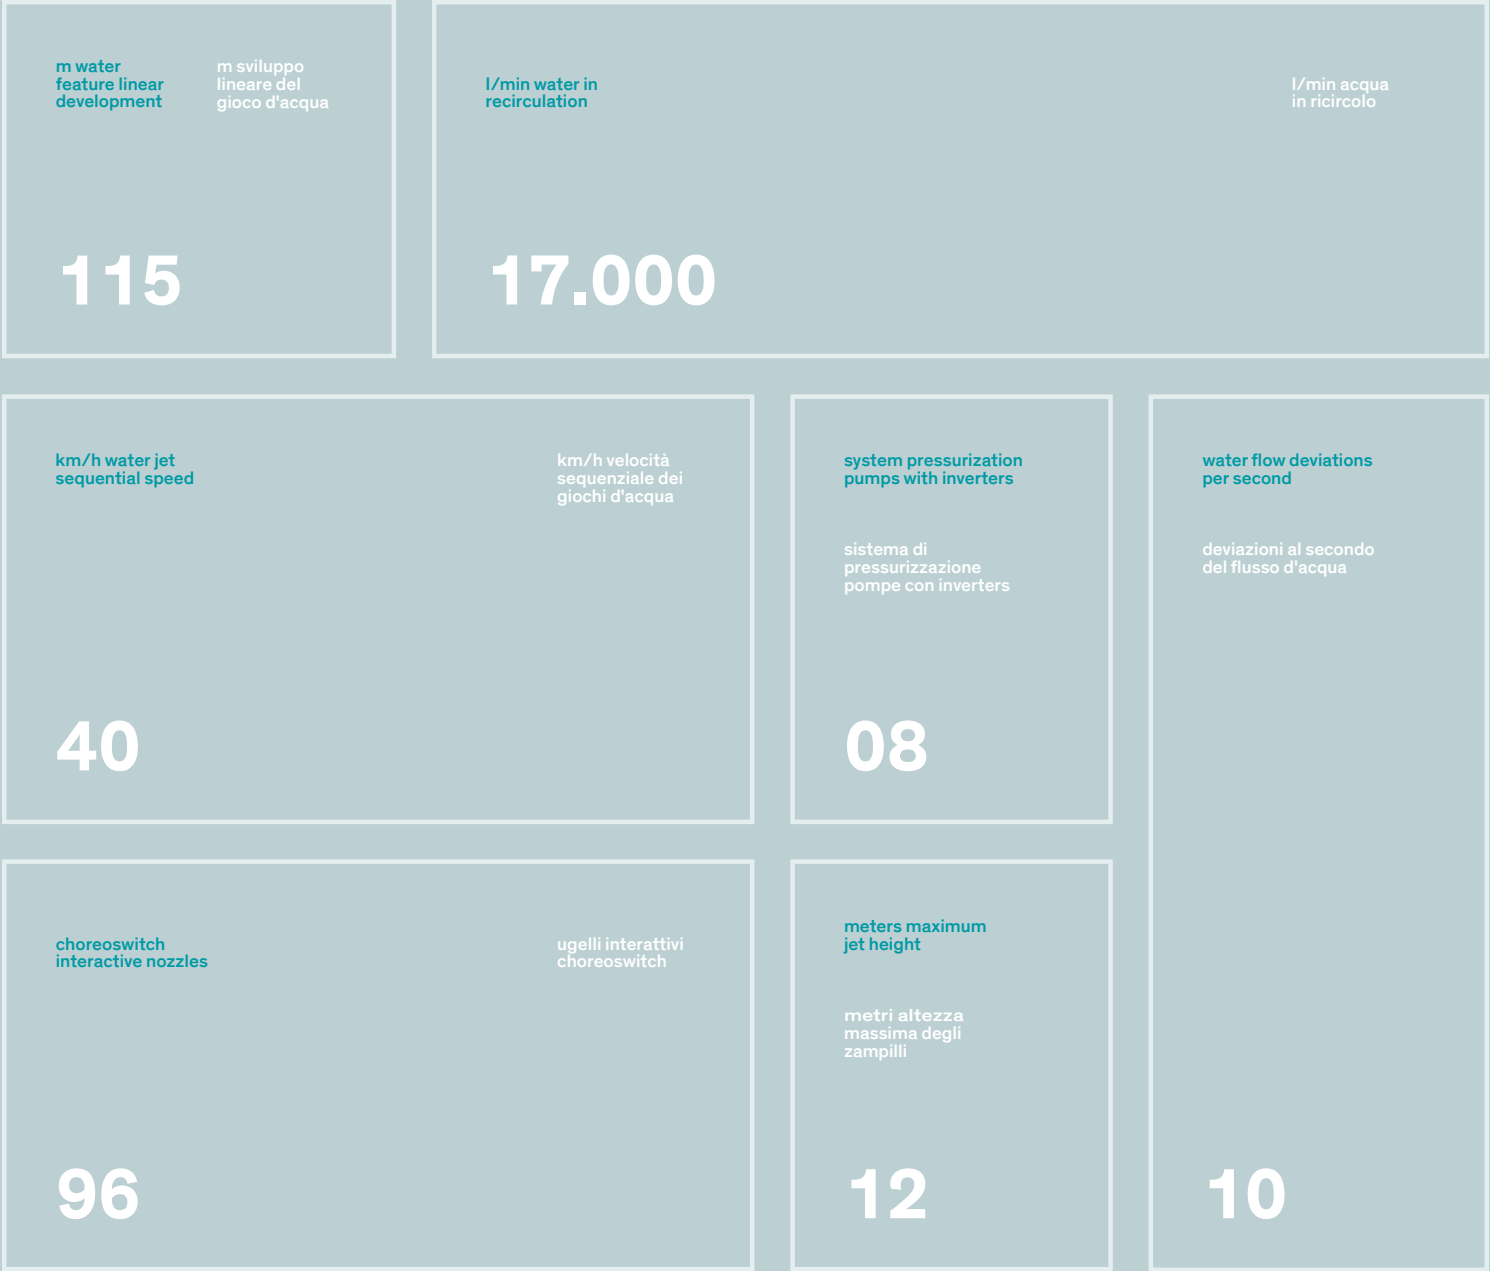 m water
feature linear
development
m sviluppo
lineare del
gioco d'acqua
115
l/min water in
recirculation
l/min acqua
in ricircolo
17.000
km/h water jet
sequential speed
km/h velocità
sequenziale dei
giochi d'acqua
40
system pressurization
pumps with inverters
sistema di
pressurizzazione
pompe con inverters
08
water flow deviations
per second
deviazioni al secondo
del flusso d'acqua
10
choreoswitch
interactive nozzles
ugelli interattivi
choreoswitch
96
meters maximum
jet height
metri altezza
massima degli
zampilli
12